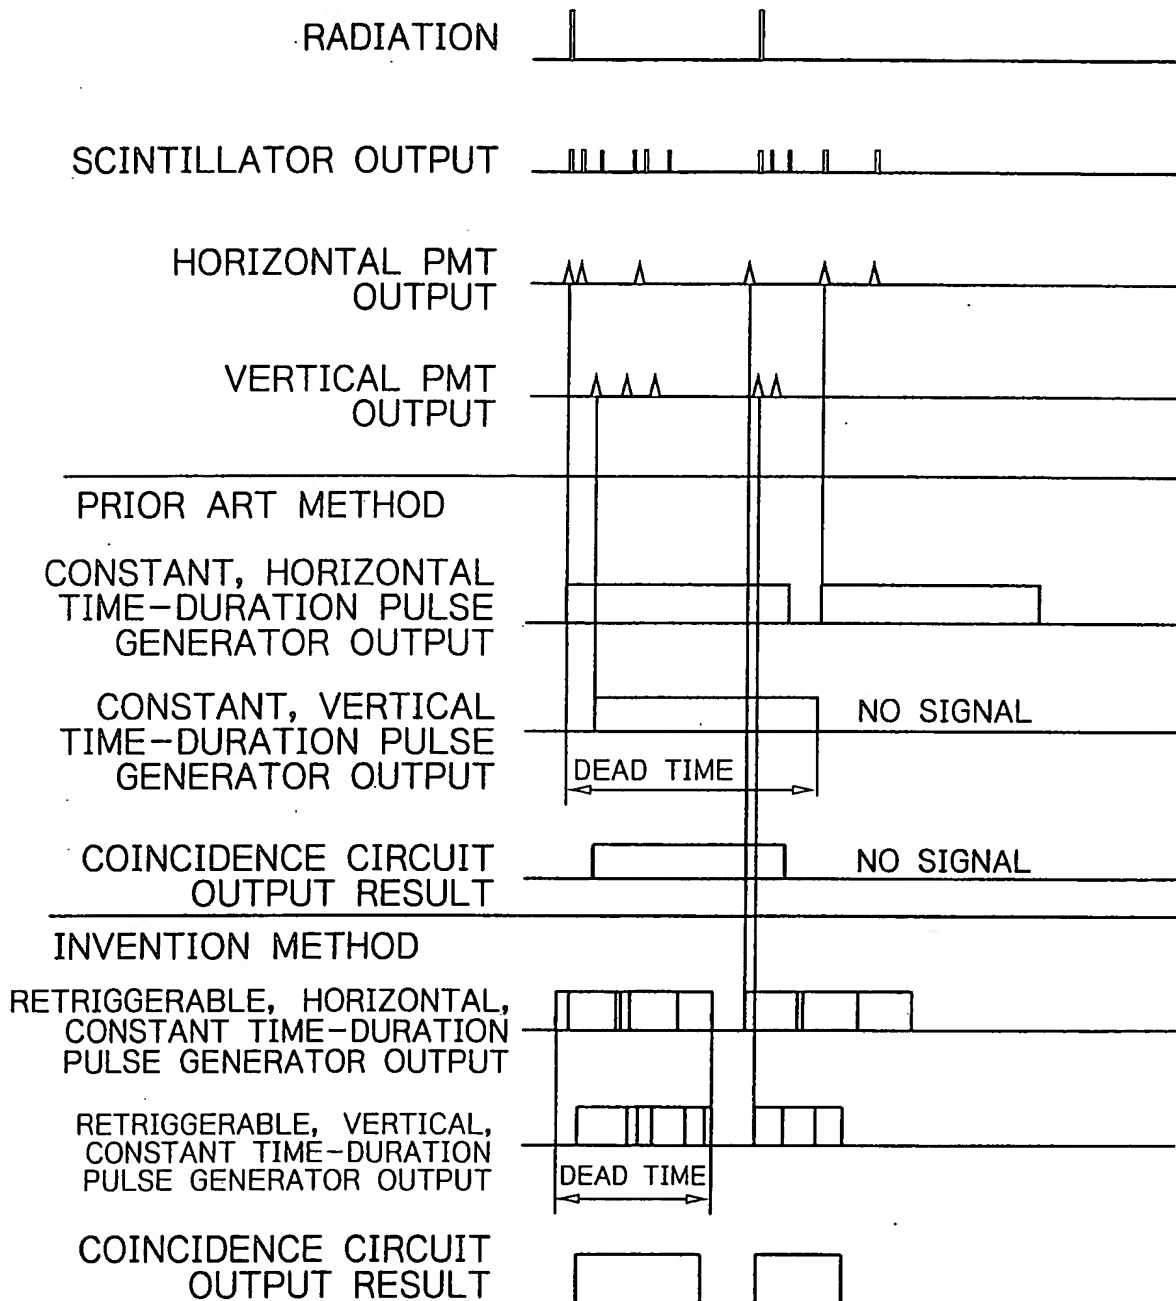 RADIATION
SCINTILLATOR OUTPUT
HORIZONTAL PMT
OUTPUT
VERTICAL PMT
OUTPUT
PRIOR ART METHOD
CONSTANT, HORIZONTAL
TIME-DURATION PULSE
GENERATOR OUTPUT
CONSTANT, VERTICAL
TIME-DURATION PULSE
GENERATOR OUTPUT
NO SIGNAL
DEAD TIME
COINCIDENCE CIRCUIT
OUTPUT RESULT
NO SIGNAL
INVENTION METHOD
RETRIGGERABLE, HORIZONTAL,
CONSTANT TIME-DURATION
PULSE GENERATOR OUTPUT
RETRIGGERABLE, VERTICAL,
CONSTANT TIME-DURATION
PULSE GENERATOR OUTPUT
DEAD TIME
COINCIDENCE CIRCUIT
OUTPUT RESULT